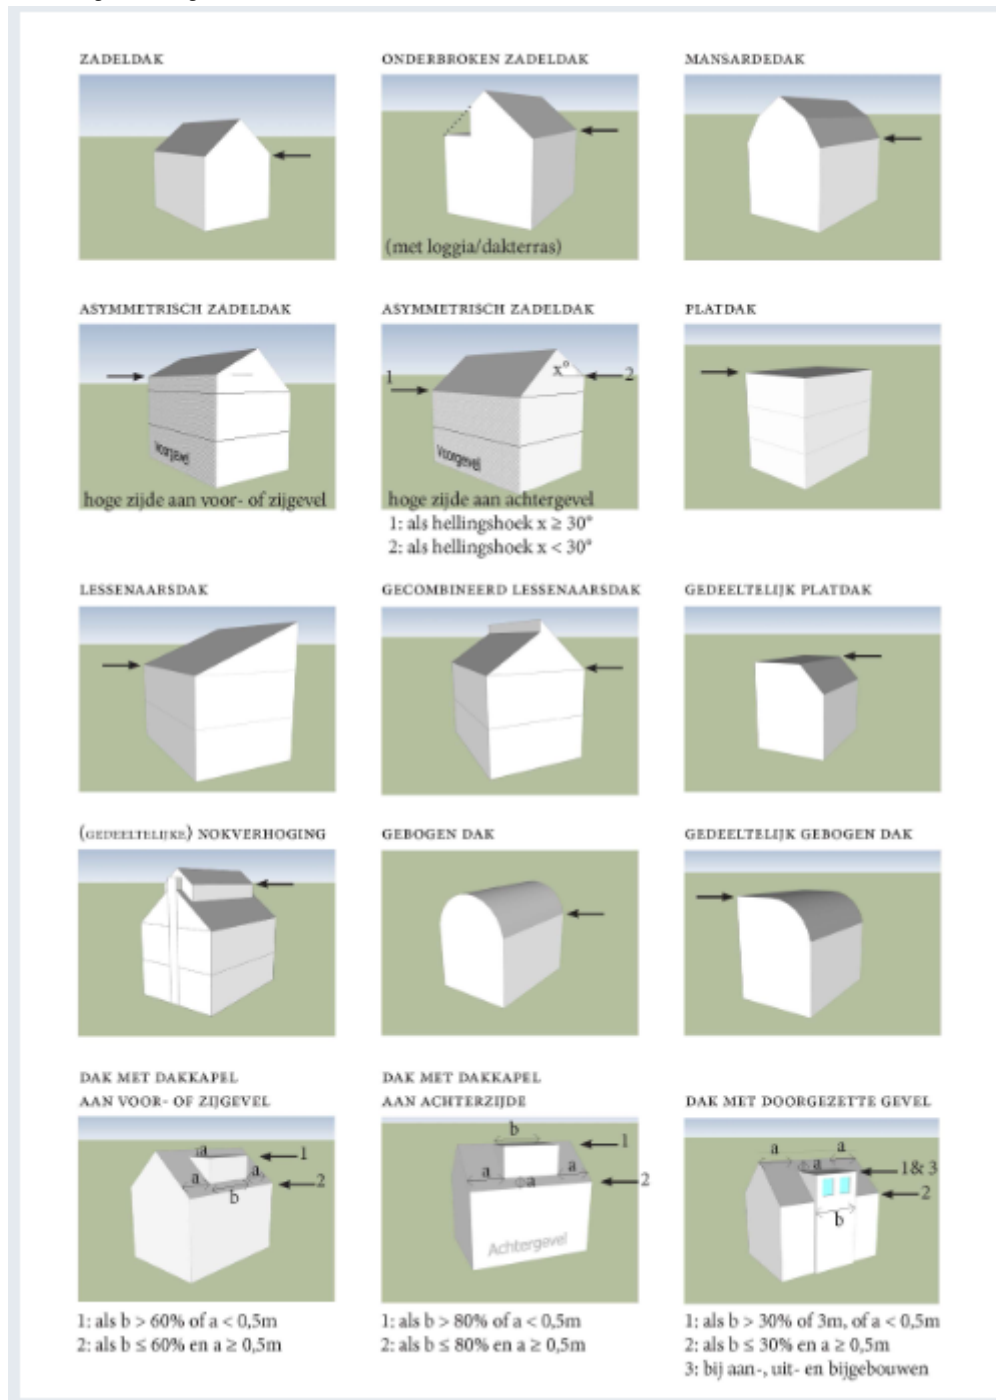 ZADELDAK
ONDERBROKEN ZADELDAK
MANSARDEDAK
(met loggia/dakterras)
ASYMMETRISCH ZADELDAK
ASYMMETRISCH ZADELDAK
PLATDAK
Voorgevel
hoge zijde aan voor- of zijgevel
1
x°
2
Voorgevel
hoge zijde aan achtergevel
1: als hellingshoek x ≥ 30°
2: als hellingshoek x < 30°
LESSENAARSDAK
GECOMBINEERD LESSENAARSDAK
GEDEELTELIJK PLATDAK
(GEDEELTELIJKE) NOKVERHOGING
GEBOGEN DAK
GEDEELTELIJK GEBOGEN DAK
DAK MET DAKKAPEL
AAN VOOR- OF ZIJGEVEL
DAK MET DAKKAPEL
AAN ACHTERZIJDE
DAK MET DOORGEZETTE GEVEL
a
1
a
a
b
2
b
1
a
a
a
2
Achtergevel
a
a
a
1& 3
2
b
1: als b > 60% of a < 0,5m
2: als b ≤ 60% en a ≥ 0,5m
1: als b > 80% of a < 0,5m
2: als b ≤ 80% en a ≥ 0,5m
1: als b > 30% of 3m, of a < 0,5m
2: als b ≤ 30% en a ≥ 0,5m
3: bij aan-, uit- en bijgebouwen